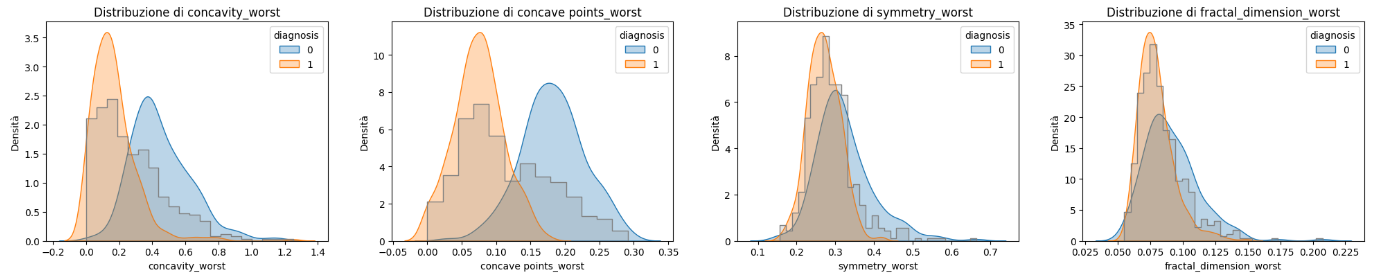 Distribuzione di concavity_worst
diagnosis
0
1
3.5
3.0
2.5
2.0
1.5
1.0
0.5
0.0
Densità
−0.2 0.0 0.2 0.4 0.6 0.8 1.0 1.2 1.4
concavity_worst
Distribuzione di concave points_worst
diagnosis
0
1
10
8
6
4
2
0
Densità
−0.05 0.00 0.05 0.10 0.15 0.20 0.25 0.30 0.35
concave points_worst
Distribuzione di symmetry_worst
diagnosis
0
1
8
6
4
2
0
Densità
0.1 0.2 0.3 0.4 0.5 0.6 0.7
symmetry_worst
Distribuzione di fractal_dimension_worst
diagnosis
0
1
35
30
25
20
15
10
5
0
Densità
0.025 0.050 0.075 0.100 0.125 0.150 0.175 0.200 0.225
fractal_dimension_worst